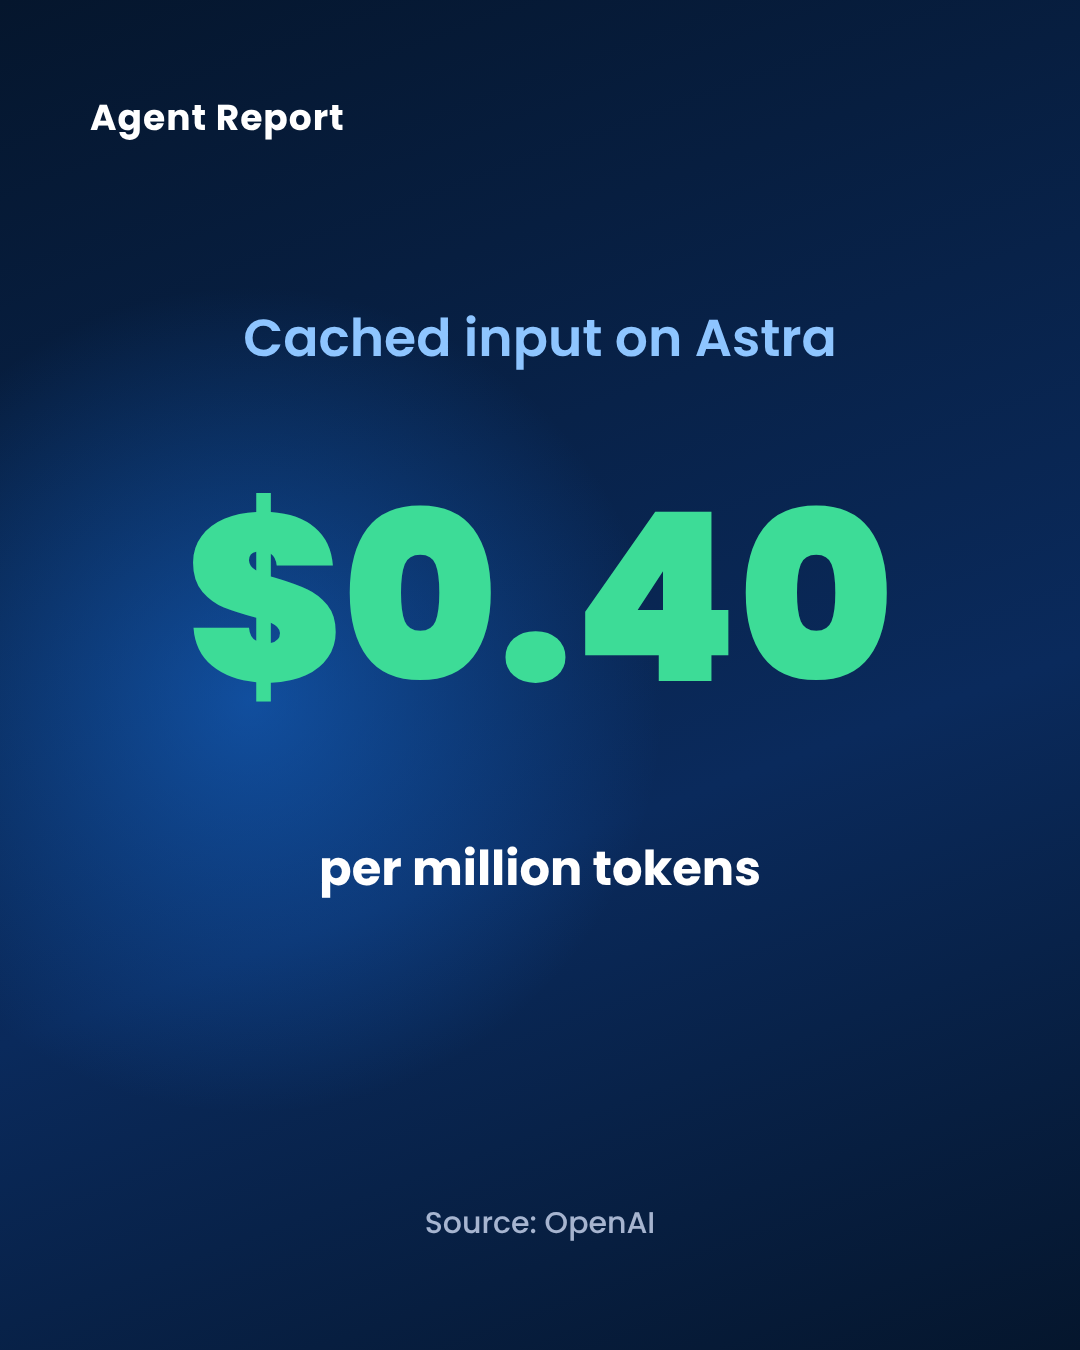 Agent Report
Cached input on Astra
$0.40
per million tokens
Source: OpenAI